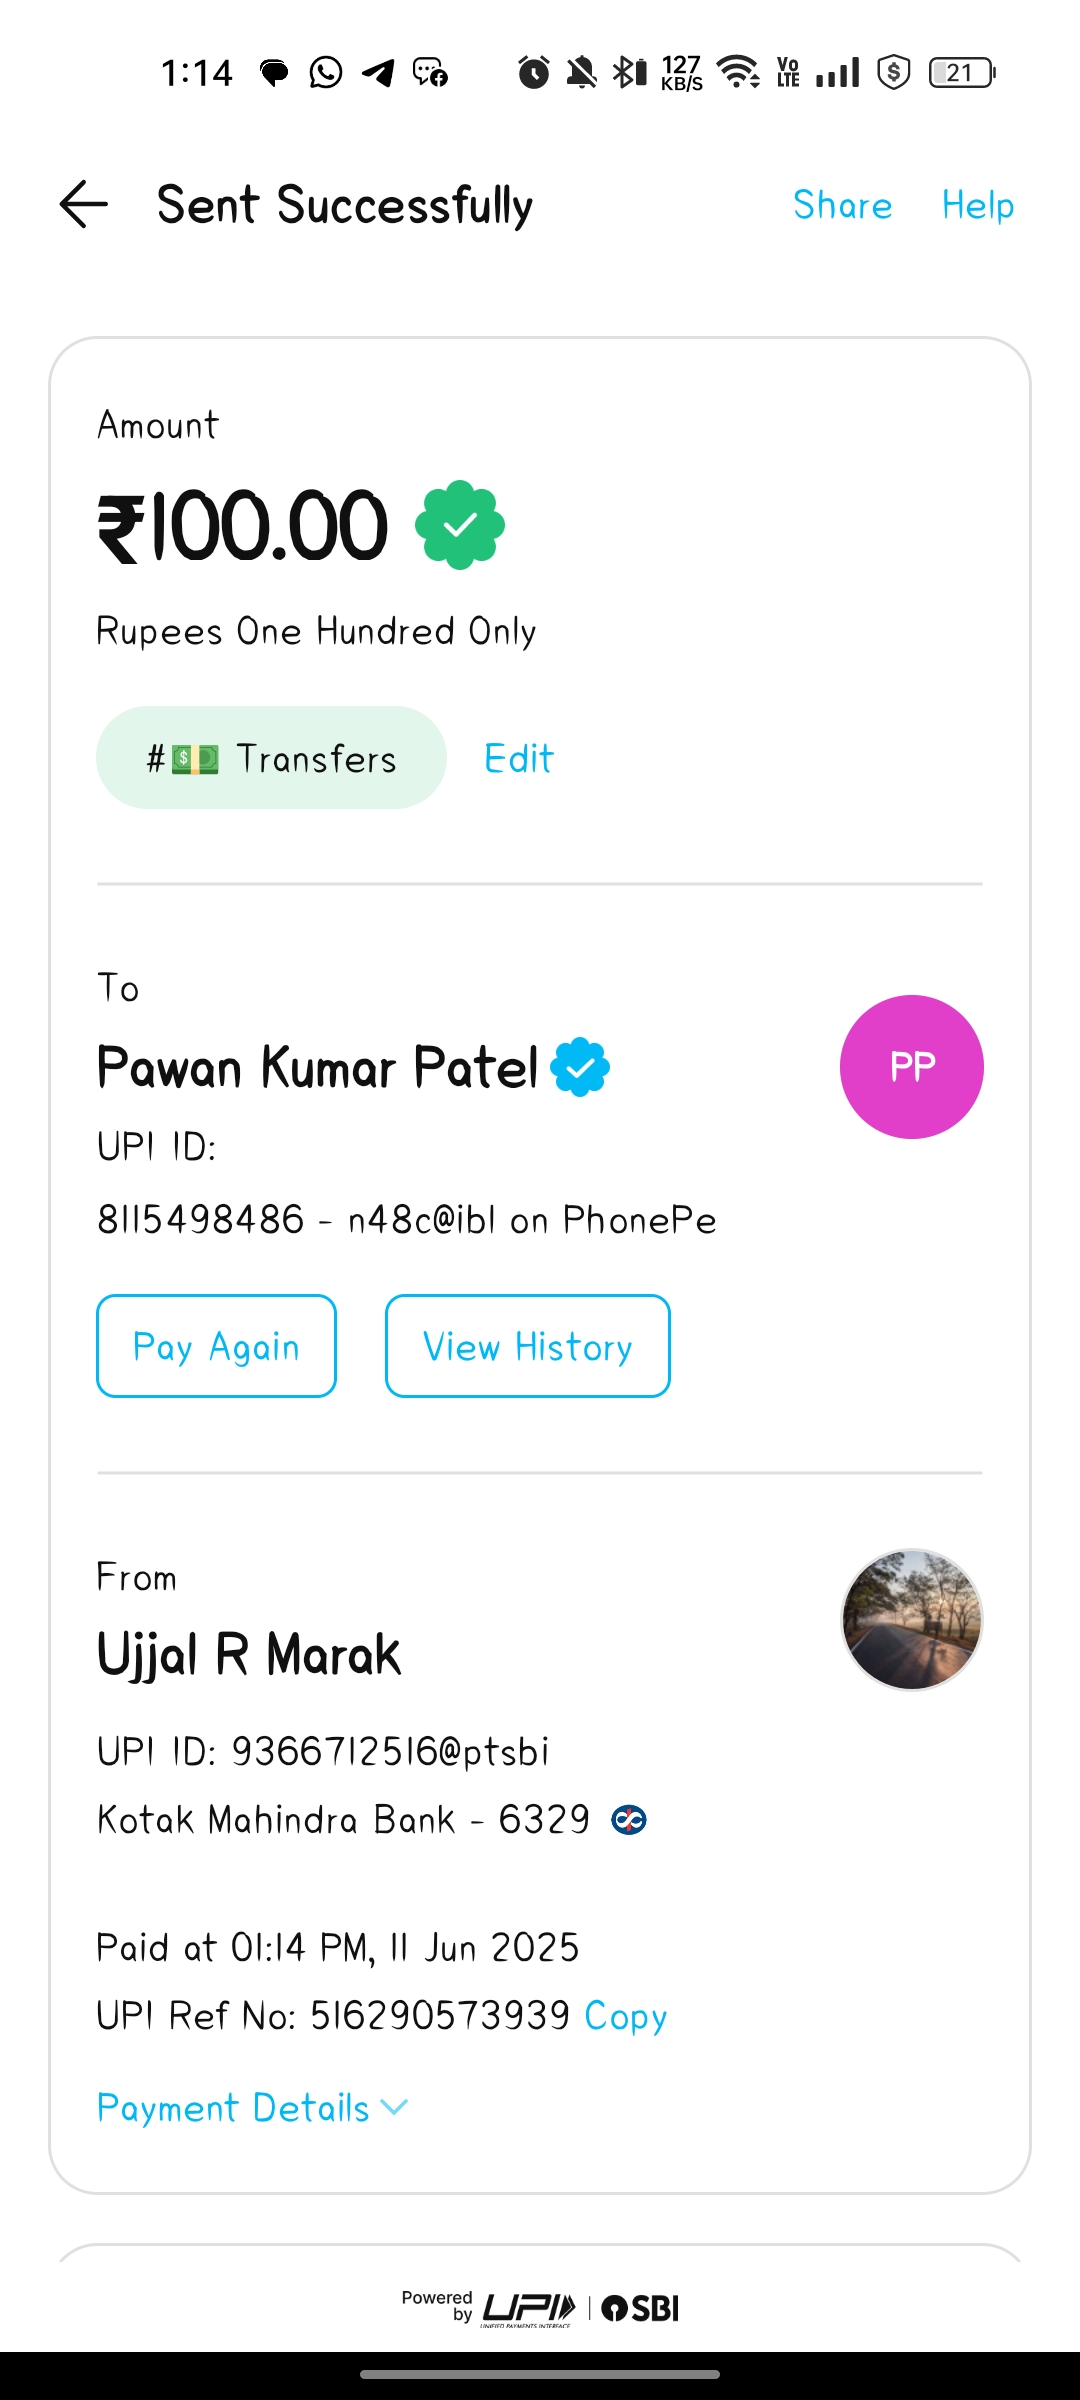 1:14 127 KB/S Vo LTE 21
Sent Successfully Share Help
Amount
₹100.00
Rupees One Hundred Only
#💵 Transfers Edit
To
Pawan Kumar Patel
PP
UPI ID:
8115498486 - n48c@ibl on PhonePe
Pay Again View History
From
Ujjal R Marak
UPI ID: 9366712516@ptsbi
Kotak Mahindra Bank - 6329
Paid at 01:14 PM, 11 Jun 2025
UPI Ref No: 516290573939 Copy
Payment Details
Powered by UPI | SBI
UNIFIED PAYMENTS INTERFACE